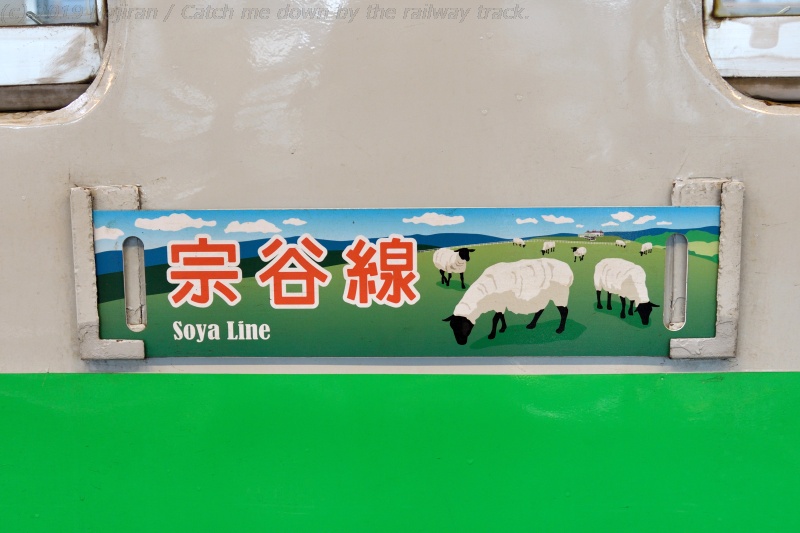 / Catch me down by the railway track.
宗谷線
Soya Line